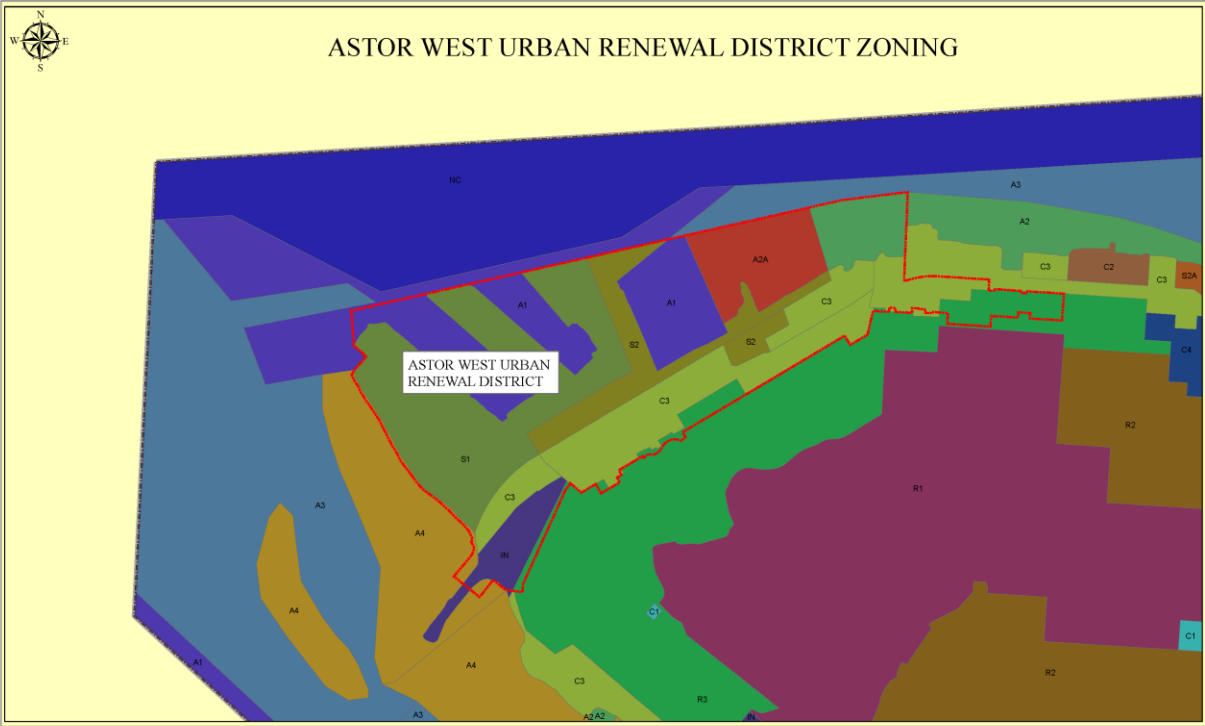 N
W E
S
ASTOR WEST URBAN RENEWAL DISTRICT ZONING
NC
A3
A2
A2A
C3
C2
C3
S2A
A1
A1
C3
S2
S2
C4
ASTOR WEST URBAN
RENEWAL DISTRICT
C3
R2
S1
R1
C3
A3
A4
IN
A4
C1
C1
A1
A4
R2
C3
R3
A3
A2
A2
IN